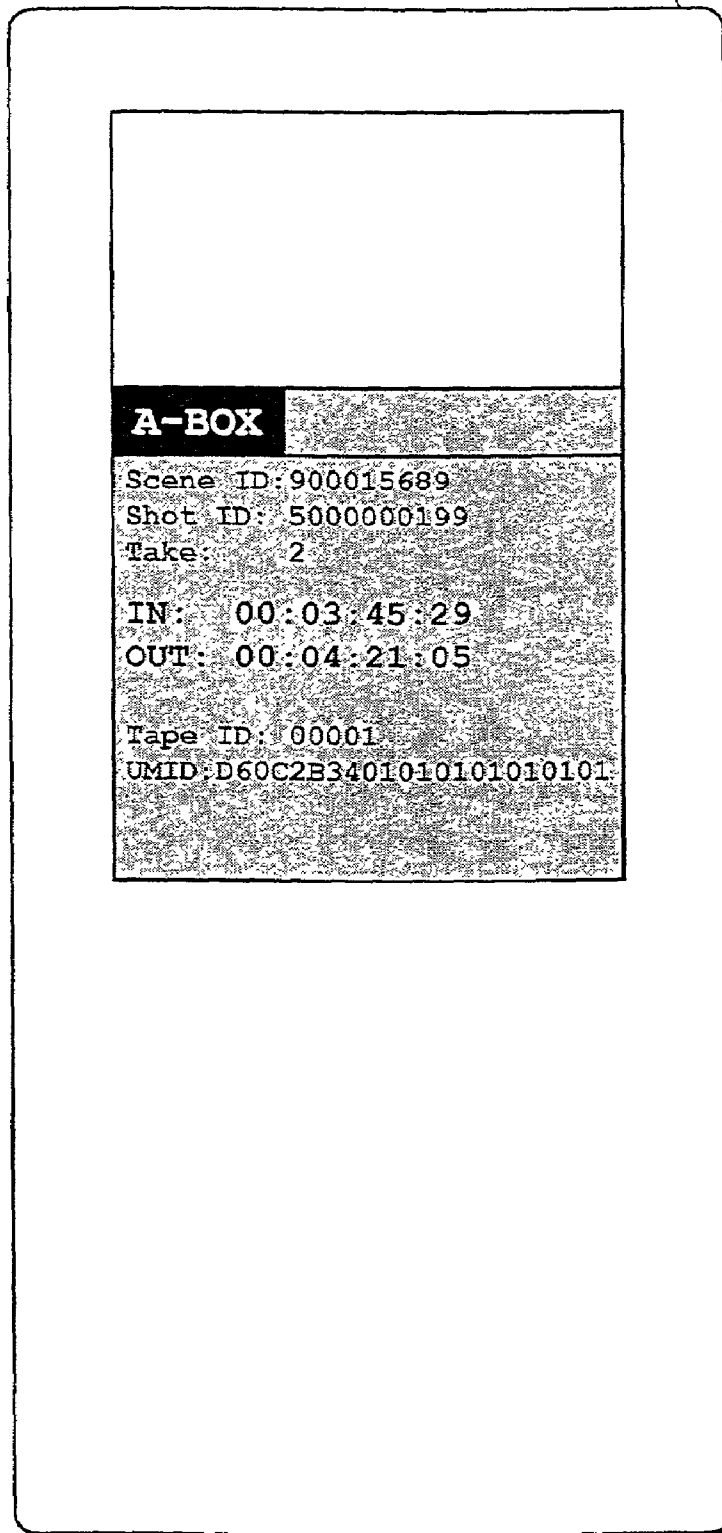 A-BOX
Scene ID:900015689
Shot ID: 5000000199
Take: 2
IN: 00:03:45:29
OUT: 00:04:21:05
Tape ID: 00001
UMID:D60C2B3401010101010101